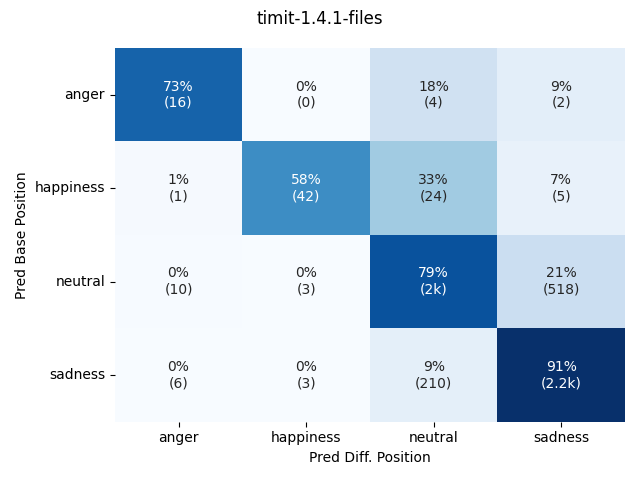 timit-1.4.1-files
Pred Base Position
anger
73% 0% 18% 9%
(16) (0) (4) (2)
happiness
1% 58% 33% 7%
(1) (42) (24) (5)
neutral
0% 0% 79% 21%
(10) (3) (2k) (518)
sadness
0% 0% 9% 91%
(6) (3) (210) (2.2k)
anger happiness neutral sadness
Pred Diff. Position